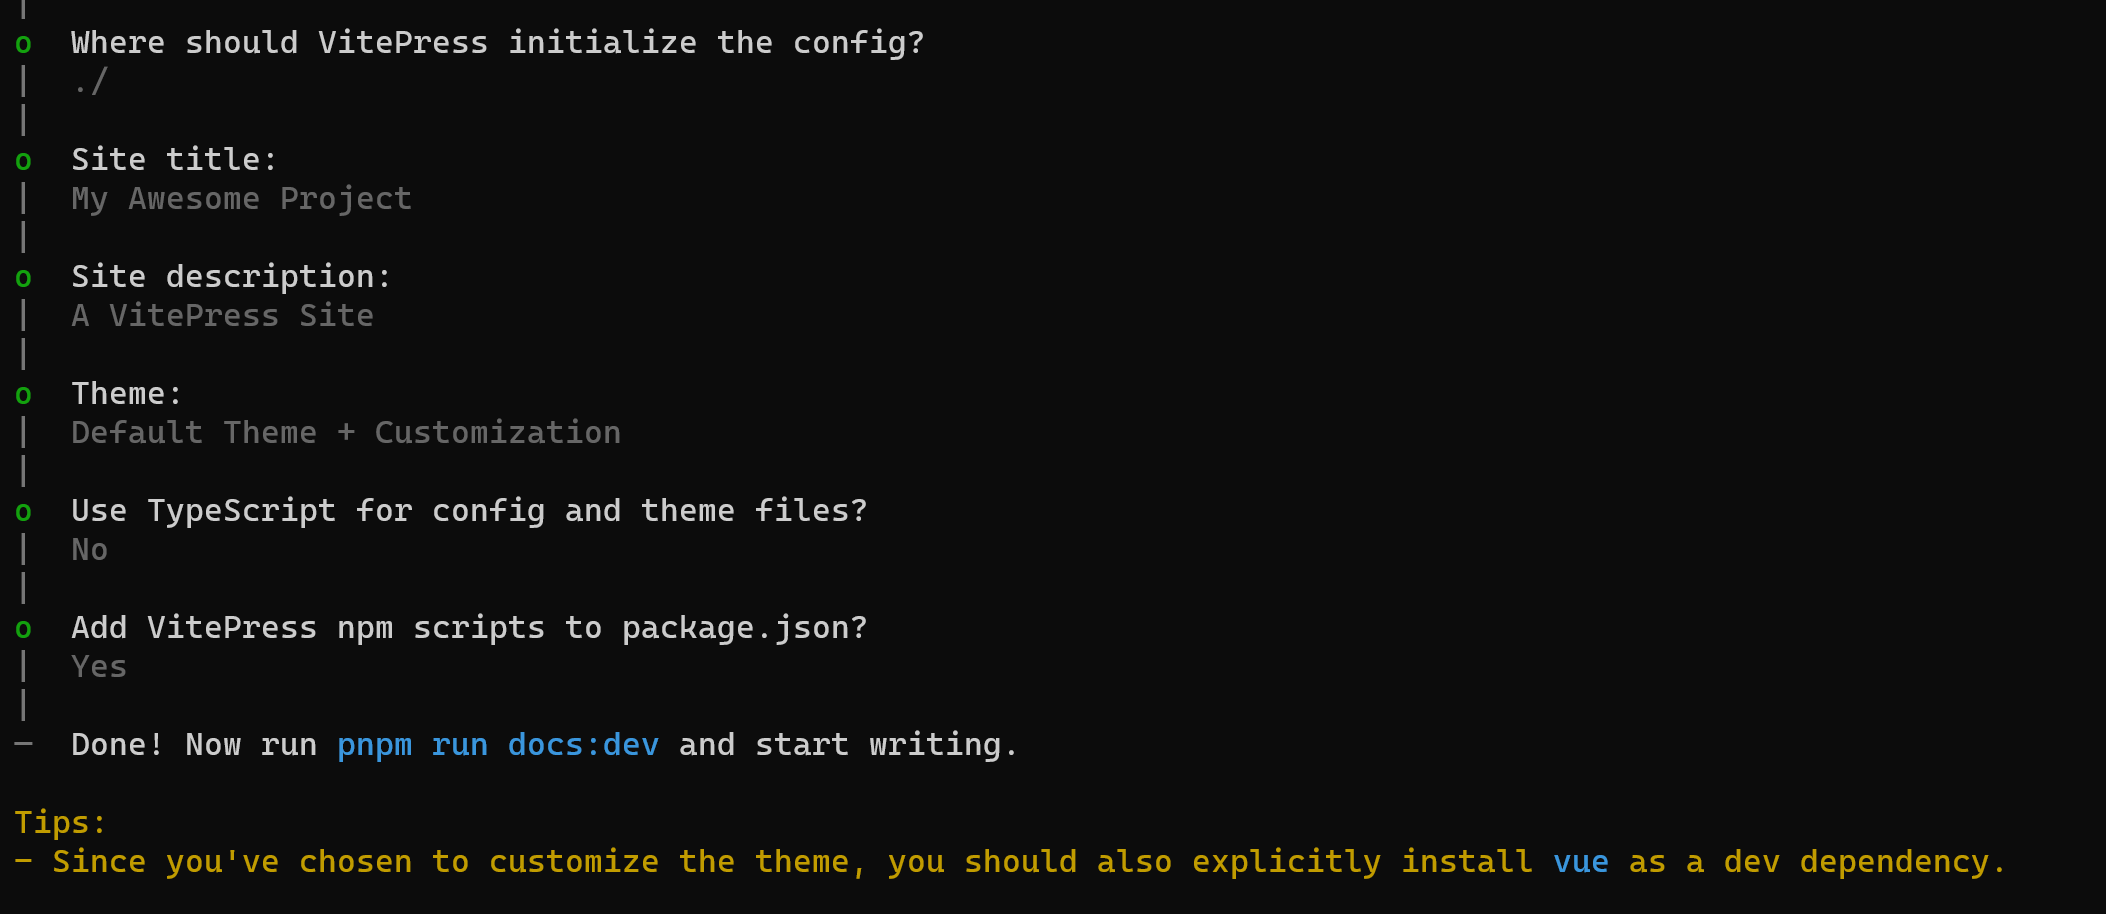 o  Where should VitePress initialize the config?
|  ./
|
o  Site title:
|  My Awesome Project
|
o  Site description:
|  A VitePress Site
|
o  Theme:
|  Default Theme + Customization
|
o  Use TypeScript for config and theme files?
|  No
|
o  Add VitePress npm scripts to package.json?
|  Yes
|
—  Done! Now run pnpm run docs:dev and start writing.
Tips:
- Since you've chosen to customize the theme, you should also explicitly install vue as a dev dependency.